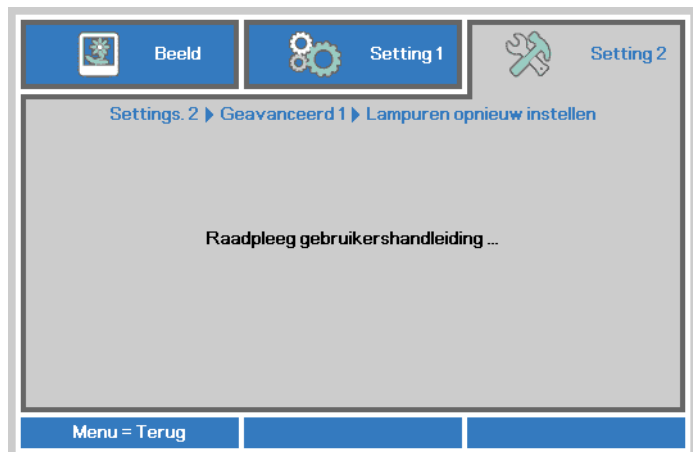 Beeld
Setting 1
Setting 2
Settings. 2 ▶ Geavanceerd 1 ▶ Lampuren opnieuw instellen
Raadpleeg gebruikershandleiding ...
Menu = Terug